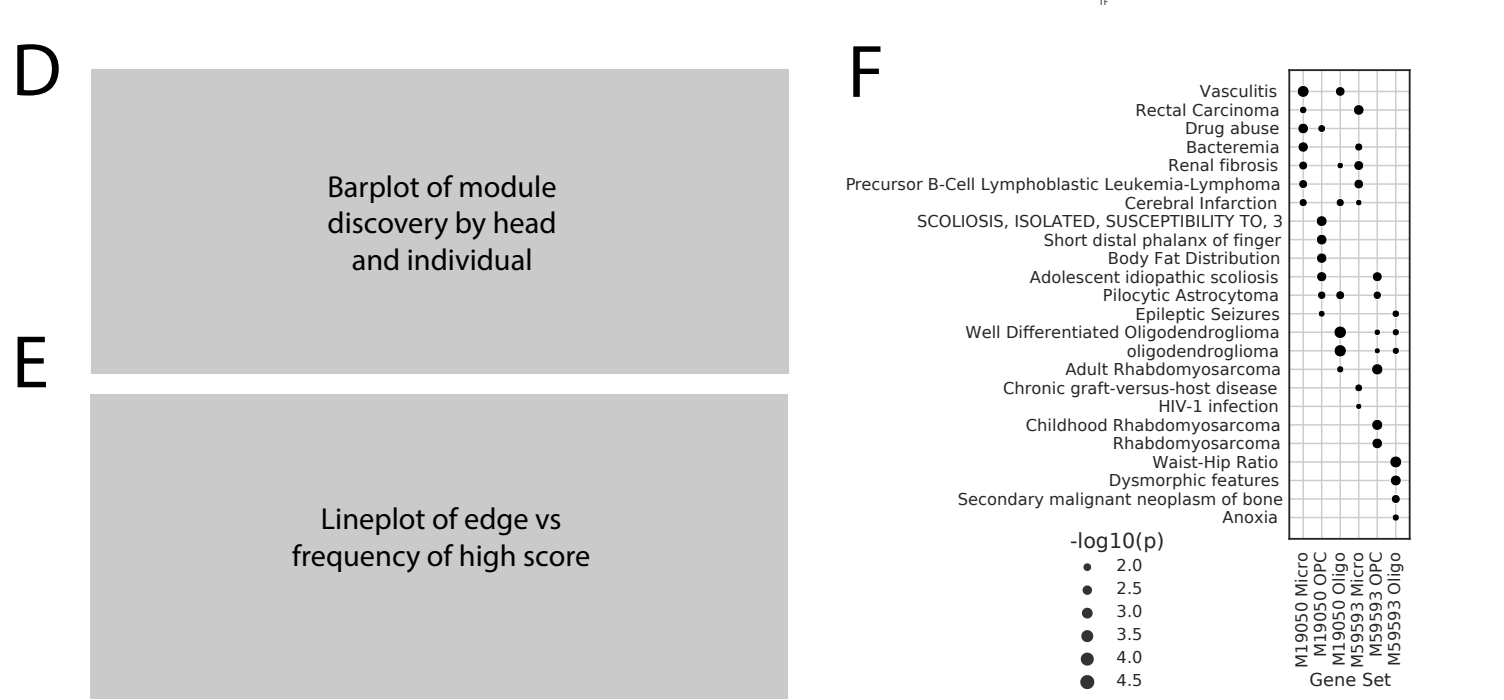 TF
D
Barplot of module
discovery by head
and individual
E
Lineplot of edge vs
frequency of high score
F
Vasculitis
Rectal Carcinoma
Drug abuse
Bacteremia
Renal fibrosis
Precursor B-Cell Lymphoblastic Leukemia-Lymphoma
Cerebral Infarction
SCOLIOSIS, ISOLATED, SUSCEPTIBILITY TO, 3
Short distal phalanx of finger
Body Fat Distribution
Adolescent idiopathic scoliosis
Pilocytic Astrocytoma
Epileptic Seizures
Well Differentiated Oligodendroglioma
oligodendroglioma
Adult Rhabdomyosarcoma
Chronic graft-versus-host disease
HIV-1 infection
Childhood Rhabdomyosarcoma
Rhabdomyosarcoma
Waist-Hip Ratio
Dysmorphic features
Secondary malignant neoplasm of bone
Anoxia
-log10(p)
2.0
2.5
3.0
3.5
4.0
4.5
M19050 Micro
M19050 OPC
M19050 Oligo
M59593 Micro
M59593 OPC
M59593 Oligo
Gene Set